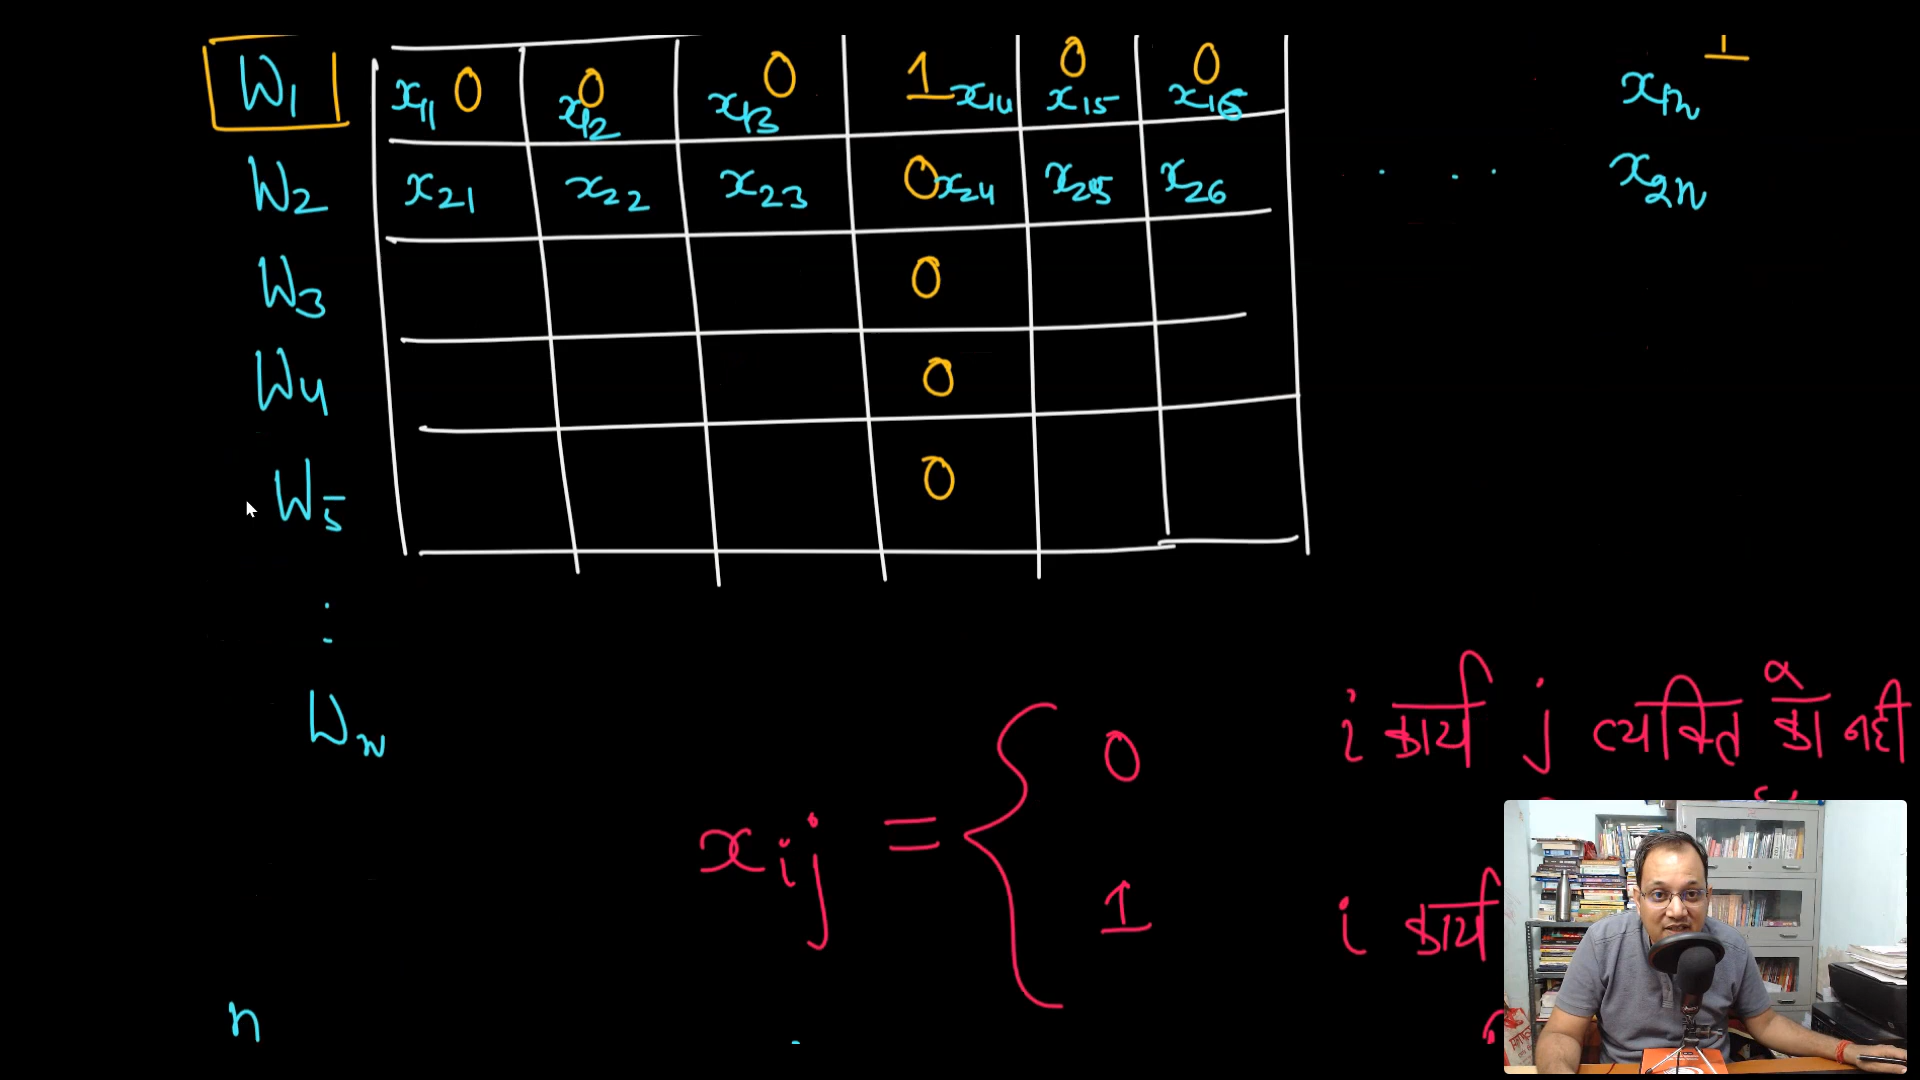 W1 x11 0 0 x12 0 x13 1 x14 0 x15 0 x16 x1n 1
W2 x21 x22 x23 0 x24 x25 x26 . . . x2n
W3 0
W4 0
W5 0
:
Wn
xij = { 0 i कार्य j व्यक्ति को नही
1 i कार्य
n